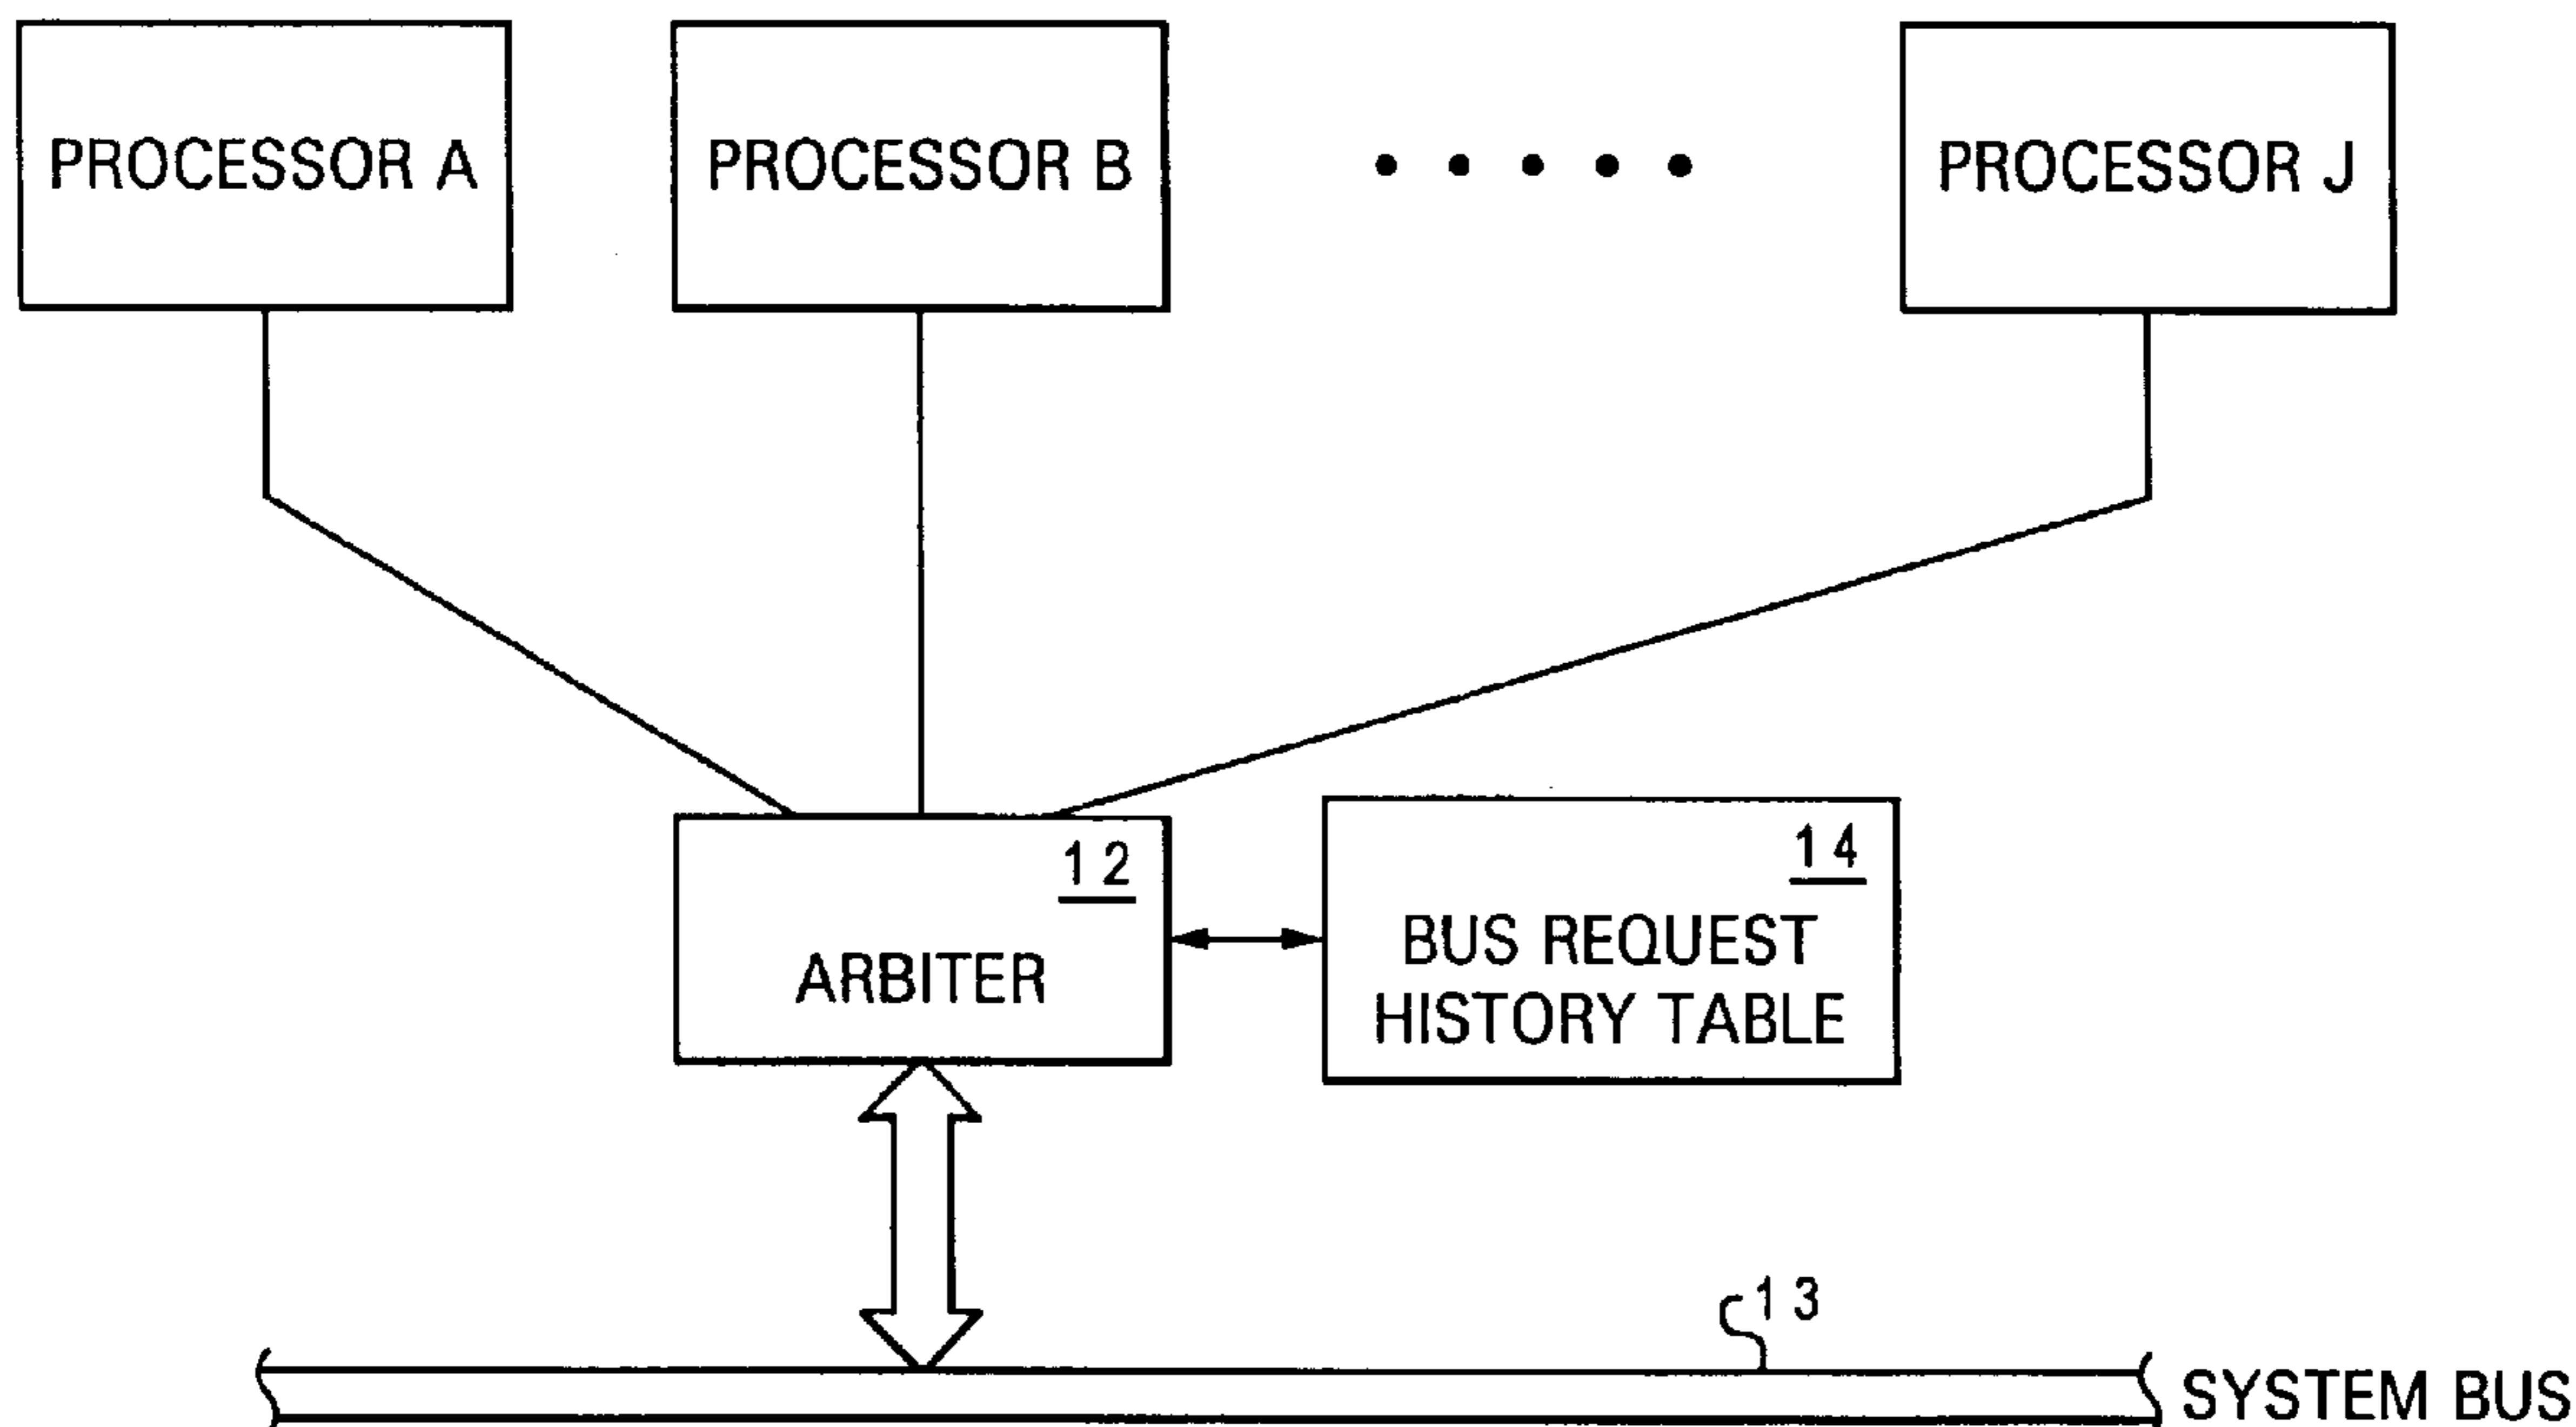 PROCESSOR A
PROCESSOR B
PROCESSOR J
12
ARBITER
14
BUS REQUEST
HISTORY TABLE
13
SYSTEM BUS